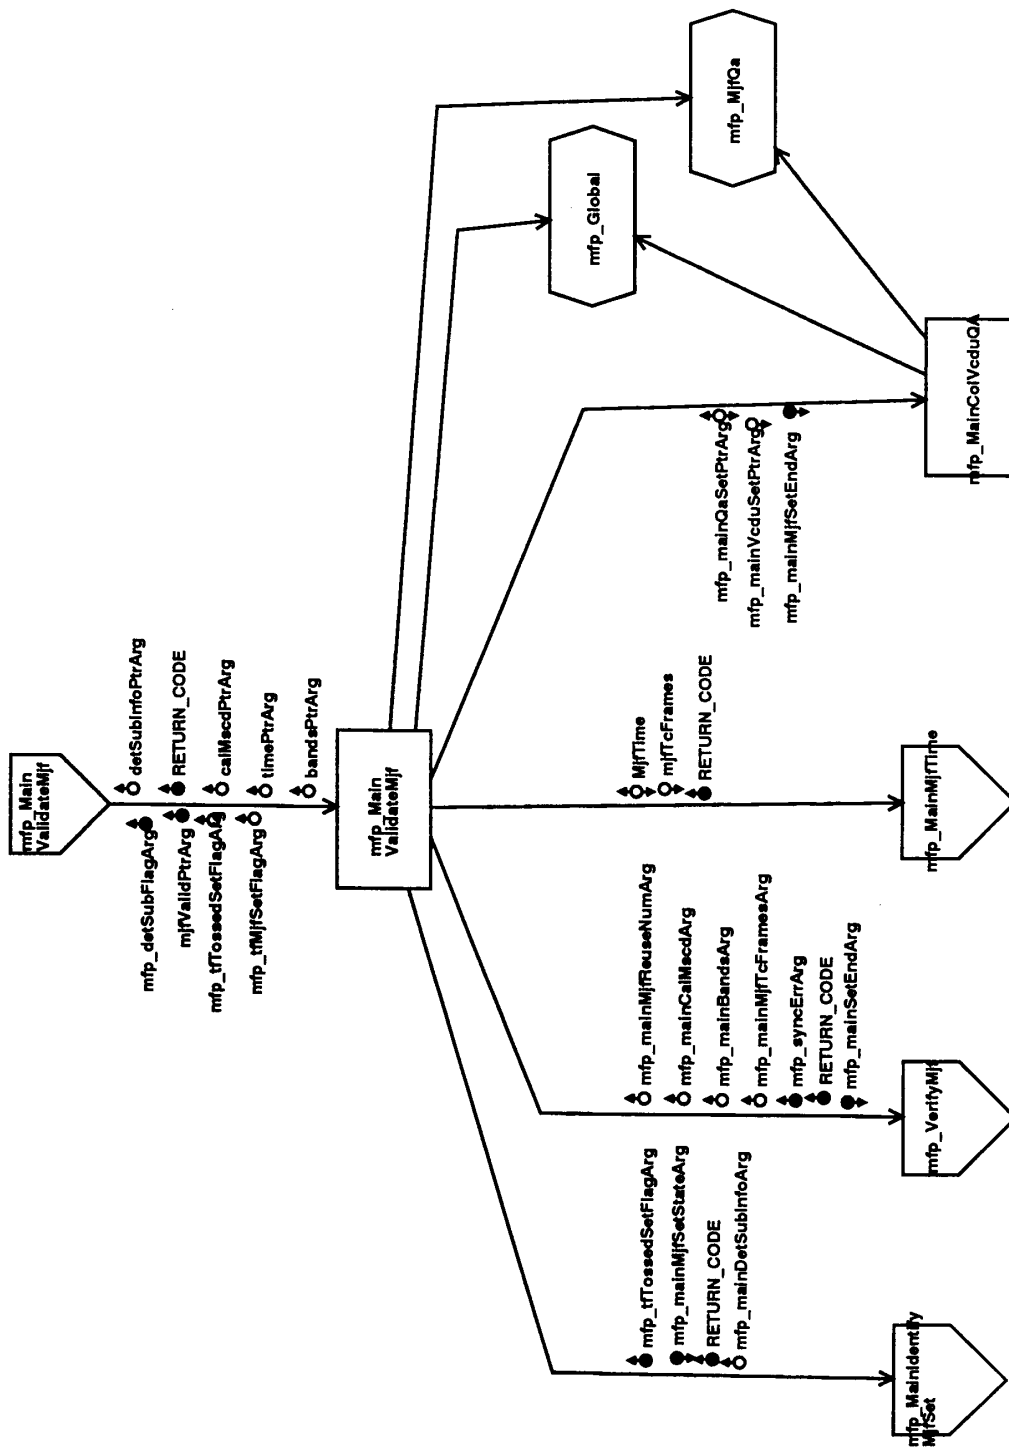 mfp_Main
ValidateMjf
detSubInfoPtrArg
RETURN_CODE
calMscdPtrArg
timePtrArg
bandsPtrArg
mfp_detSubFlagArg
mjfValidPtrArg
mfp_tfTossedSetFlagArg
mfp_tfMjfSetFlagArg
mfp_Main
ValidateMjf
mfp_Global
mfp_MjfQa
mfp_tfTossedSetFlagArg
mfp_mainMjfSetStateArg
RETURN_CODE
mfp_mainDetSubInfoArg
mfp_mainMjfReuseNumArg
mfp_mainCalMscdArg
mfp_mainBandsArg
mfp_mainMjfTcFramesArg
mfp_syncErrArg
RETURN_CODE
mfp_mainSetEndArg
MjfTime
mjfTcFrames
RETURN_CODE
mfp_mainQaSetPtrArg
mfp_mainVcduSetPtrArg
mfp_mainMjfSetEndArg
mfp_MainIdentify
MjfSet
mfp_VerifyMjf
mfp_MainMjfTime
mfp_MainColVcduQA